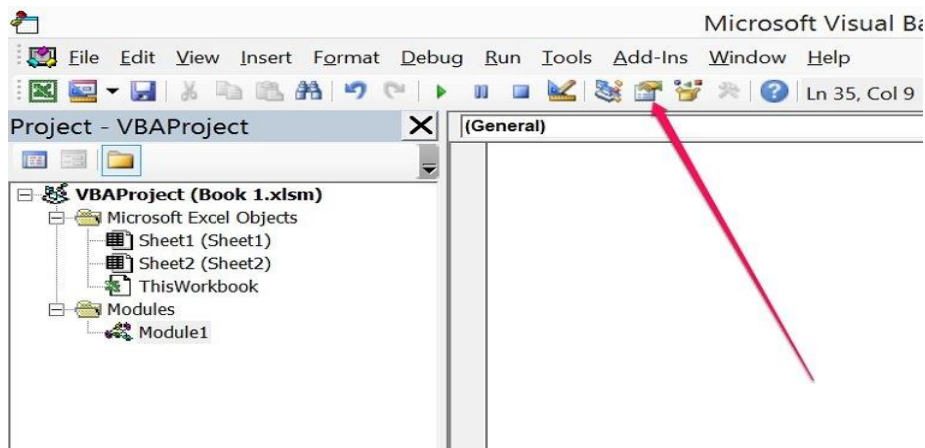 Microsoft Visual Ba
File Edit View Insert Format Debug Run Tools Add-Ins Window Help
Ln 35, Col 9
Project - VBAProject
(General)
VBAProject (Book 1.xlsm)
Microsoft Excel Objects
Sheet1 (Sheet1)
Sheet2 (Sheet2)
ThisWorkbook
Modules
Module1